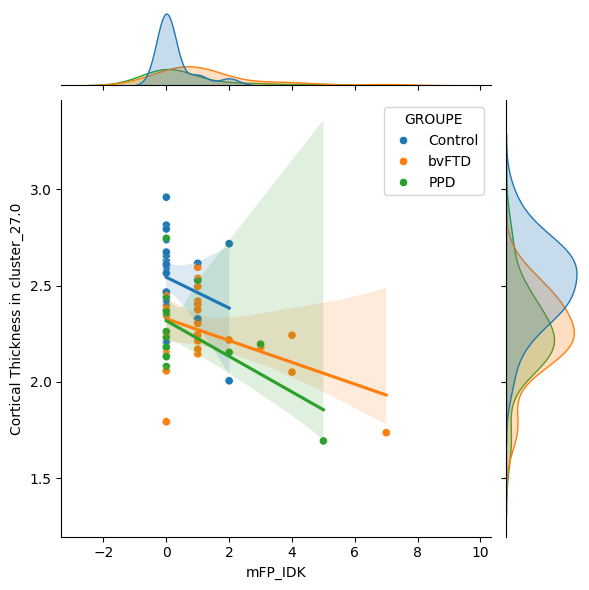 GROUPE
Control
bvFTD
PPD
3.0
2.5
2.0
1.5
Cortical Thickness in cluster_27.0
−2 0 2 4 6 8 10
mFP_IDK